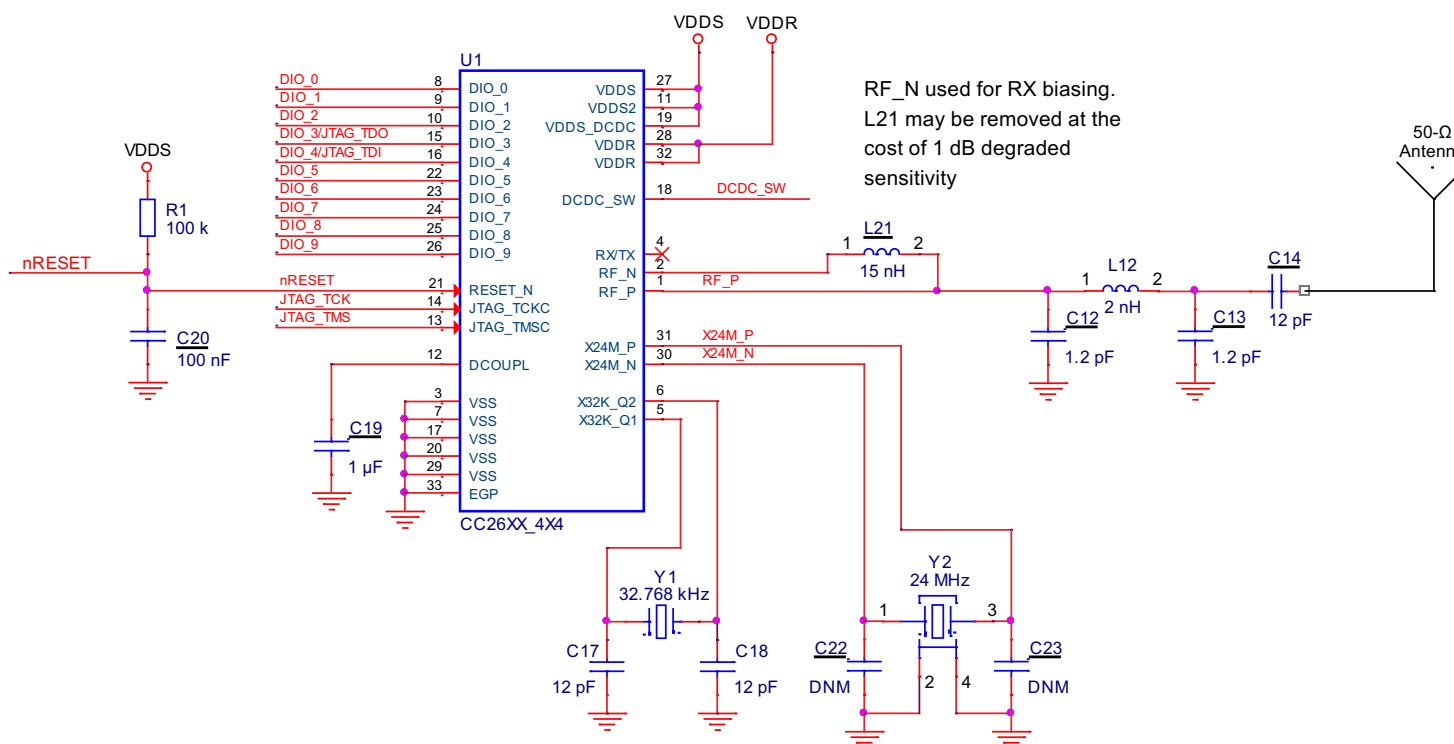 VDDS
VDDR
U1
DIO_0
8
DIO_0
DIO_1
9
DIO_1
DIO_2
10
DIO_2
DIO_3/JTAG_TDO
15
DIO_3
DIO_4/JTAG_TDI
16
DIO_4
DIO_5
22
DIO_5
DIO_6
23
DIO_6
DIO_7
24
DIO_7
DIO_8
25
DIO_8
DIO_9
26
DIO_9
VDDS
27
VDDS2
11
VDDS_DCDC
19
VDDR
28
VDDR
32
DCDC_SW
18
DCDC_SW
RX/TX
4
RF_N
2
RF_P
1
RF_P
RF_N used for RX biasing.
L21 may be removed at the
cost of 1 dB degraded
sensitivity
50-Ω
Antenn
VDDS
R1
100 k
nRESET
nRESET
21
RESET_N
JTAG_TCK
14
JTAG_TCKC
JTAG_TMS
13
JTAG_TMSC
C20
100 nF
12
DCOUPL
3
VSS
7
VSS
17
VSS
20
VSS
29
VSS
33
EGP
C19
1 µF
CC26XX_4X4
1
L21
2
15 nH
1
L12
2
2 nH
C14
12 pF
C12
1.2 pF
C13
1.2 pF
X24M_P
31
X24M_P
X24M_N
30
X24M_N
X32K_Q2
6
X32K_Q1
5
Y1
32.768 kHz
C17
12 pF
C18
12 pF
Y2
24 MHz
1
3
2
4
C22
DNM
C23
DNM